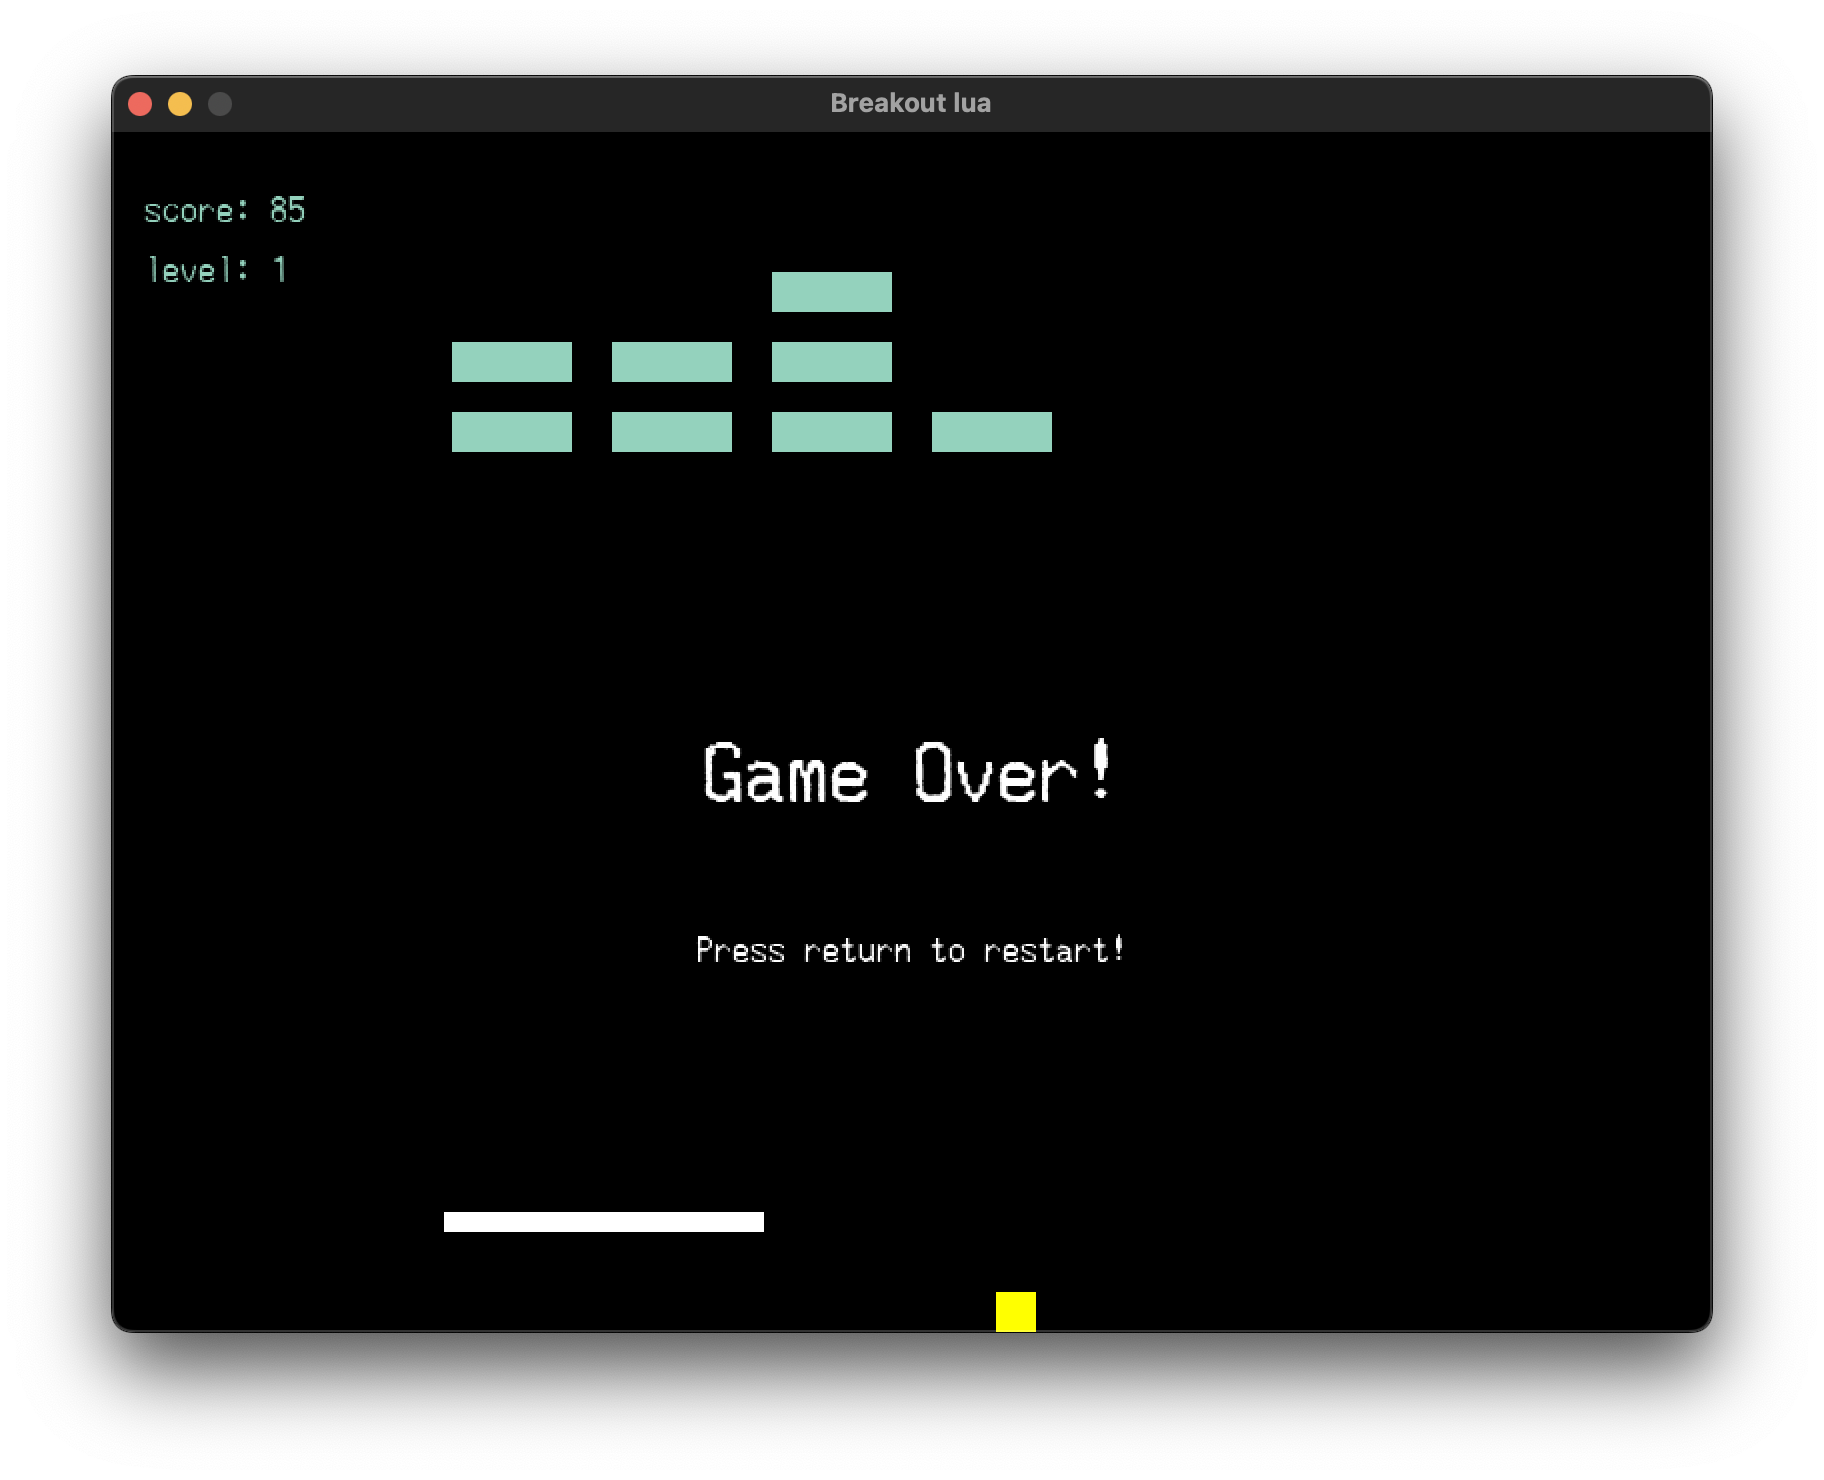 Breakout lua
score: 85
level: 1
Game Over!
Press return to restart!